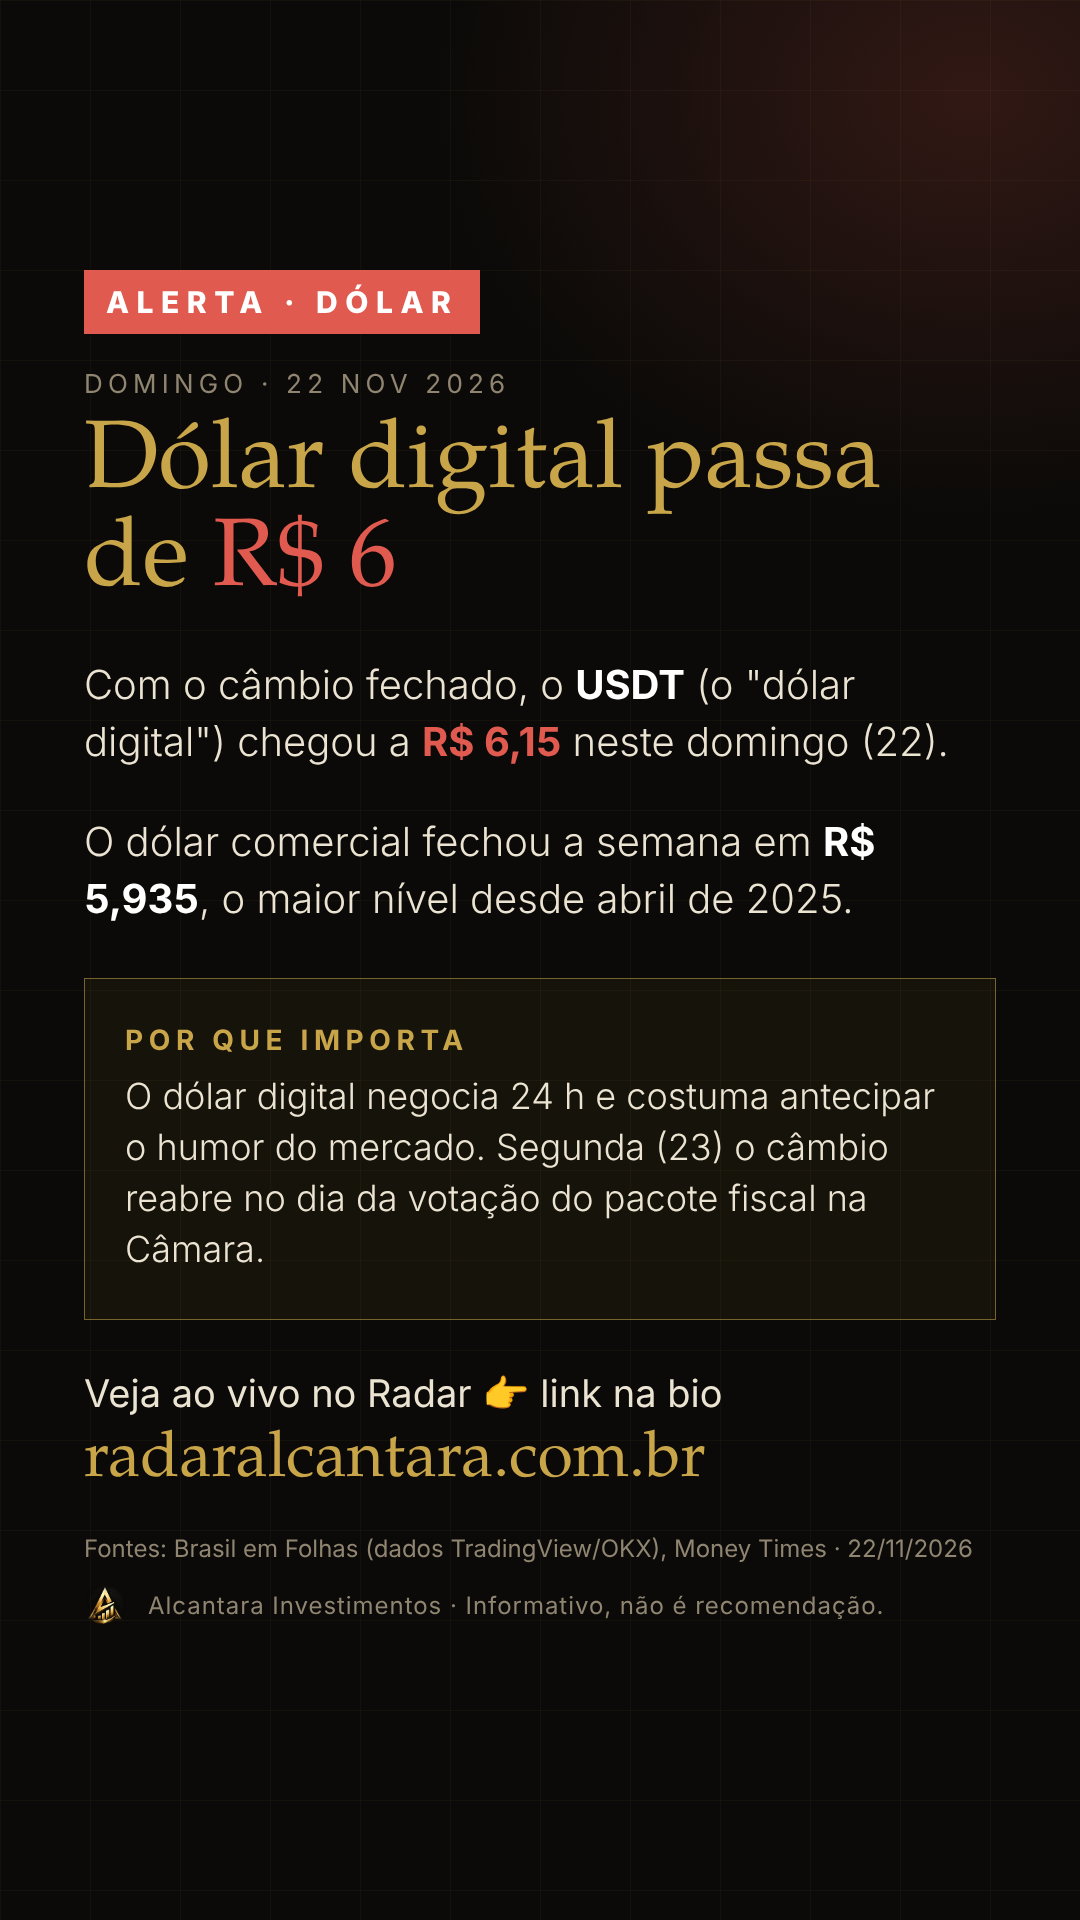 ALERTA · DÓLAR
DOMINGO · 22 NOV 2026
Dólar digital passa
de R$ 6
Com o câmbio fechado, o USDT (o "dólar
digital") chegou a R$ 6,15 neste domingo (22).
O dólar comercial fechou a semana em R$
5,935, o maior nível desde abril de 2025.
POR QUE IMPORTA
O dólar digital negocia 24 h e costuma antecipar
o humor do mercado. Segunda (23) o câmbio
reabre no dia da votação do pacote fiscal na
Câmara.
Veja ao vivo no Radar 👉 link na bio
radaralcantara.com.br
Fontes: Brasil em Folhas (dados TradingView/OKX), Money Times · 22/11/2026
Alcantara Investimentos · Informativo, não é recomendação.